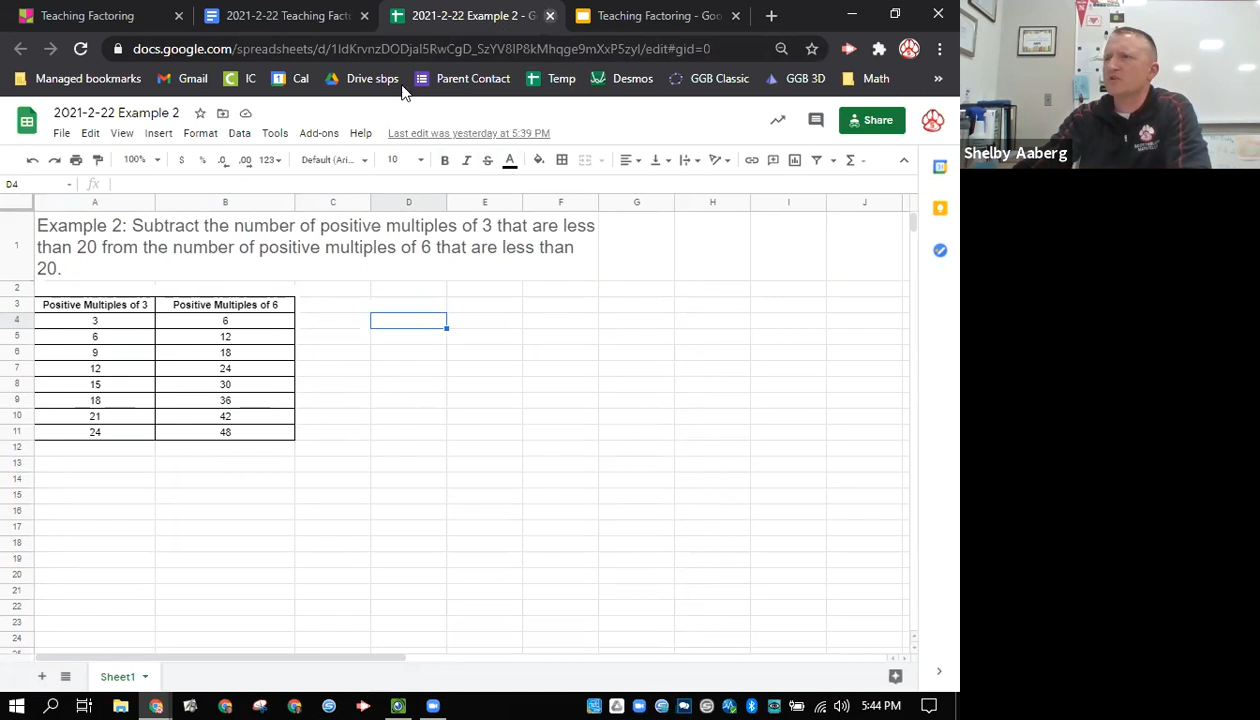 Teaching Factoring
2021-2-22 Teaching Fact
2021-2-22 Example 2 - G
Teaching Factoring - Goo
docs.google.com/spreadsheets/d/1IdKrvnzDODjaI5RwCgD_SzYV8IP8kMhqge9mXxP5zyI/edit#gid=0
Managed bookmarks
Gmail
IC
Cal
Drive sbps
Parent Contact
Temp
Desmos
GGB Classic
GGB 3D
Math
»
2021-2-22 Example 2
File Edit View Insert Format Data Tools Add-ons Help Last edit was yesterday at 5:39 PM
Share
Shelby Aaberg
100% $ % .0 .00 123 Default (Ari... 10 B I S A
D4 fx
A B C D E F G H I J
1 Example 2: Subtract the number of positive multiples of 3 that are less
than 20 from the number of positive multiples of 6 that are less than
20.
2
3 Positive Multiples of 3 Positive Multiples of 6
4 3 6
5 6 12
6 9 18
7 12 24
8 15 30
9 18 36
10 21 42
11 24 48
12
13
14
15
16
17
18
19
20
21
22
23
24
Sheet1
5:44 PM